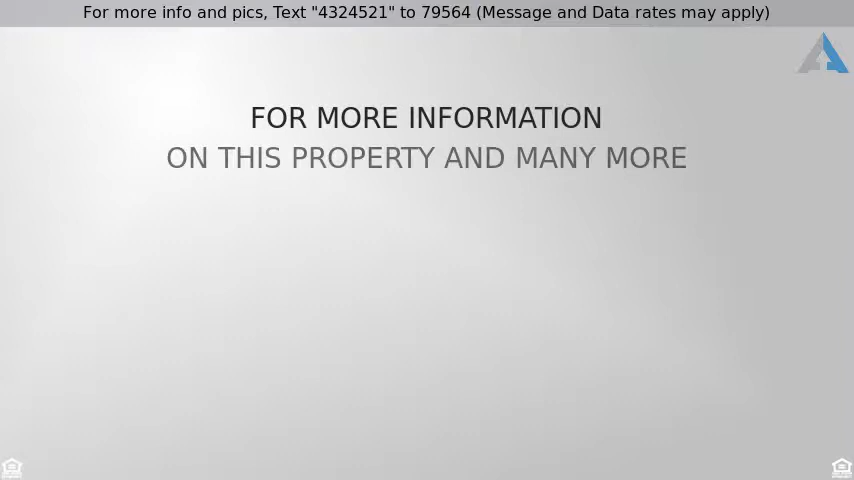 For more info and pics, Text "4324521" to 79564 (Message and Data rates may apply)
FOR MORE INFORMATION
ON THIS PROPERTY AND MANY MORE